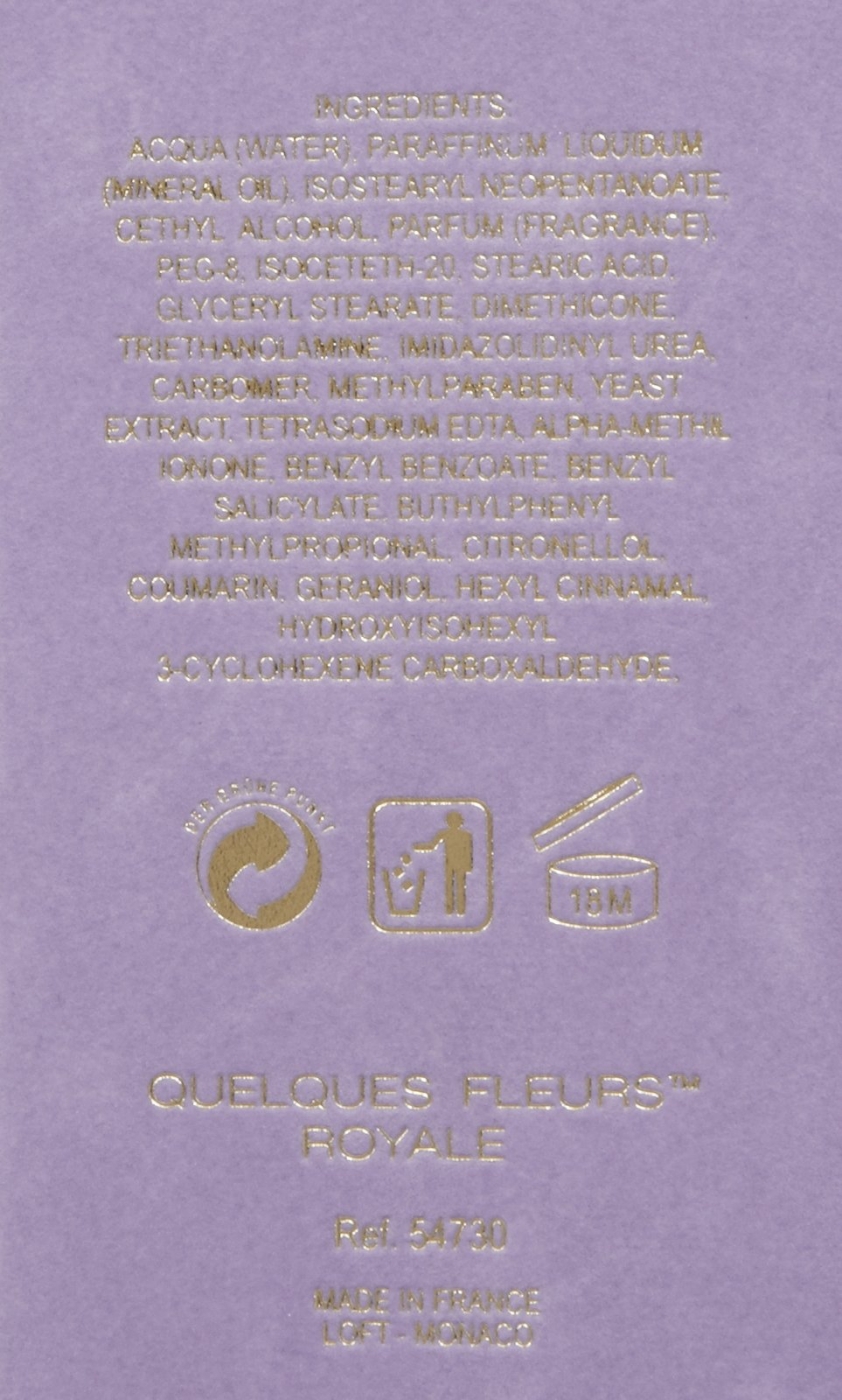 INGREDIENTS:
ACQUA (WATER), PARAFFINUM LIQUIDUM
(MINERAL OIL), ISOSTEARYL NEOPENTANOATE,
CETHYL ALCOHOL, PARFUM (FRAGRANCE),
PEG-8, ISOCETETH-20, STEARIC ACID,
GLYCERYL STEARATE, DIMETHICONE,
TRIETHANOLAMINE, IMIDAZOLIDINYL UREA,
CARBOMER, METHYLPARABEN, YEAST
EXTRACT, TETRASODIUM EDTA, ALPHA-METHIL
IONONE, BENZYL BENZOATE, BENZYL
SALICYLATE, BUTHYLPHENYL
METHYLPROPIONAL, CITRONELLOL,
COUMARIN, GERANIOL, HEXYL CINNAMAL,
HYDROXYISOHEXYL
3-CYCLOHEXENE CARBOXALDEHYDE.
DER GRÜNE PUNKT
18M
QUELQUES FLEURS™
ROYALE
Ref. 54730
MADE IN FRANCE
LOFT - MONACO